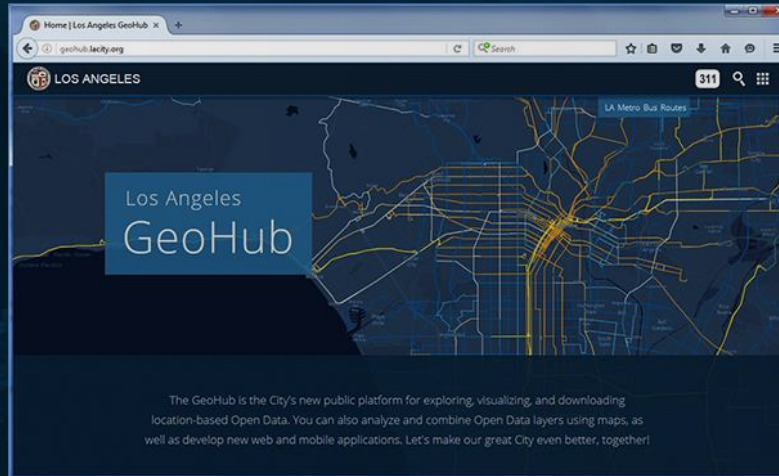 Home | Los Angeles GeoHub
geohub.lacity.org
Search
LOS ANGELES
311
LA Metro Bus Routes
Los Angeles
GeoHub
The GeoHub is the City's new public platform for exploring, visualizing, and downloading
location-based Open Data. You can also analyze and combine Open Data layers using maps, as
well as develop new web and mobile applications. Let's make our great City even better, together!